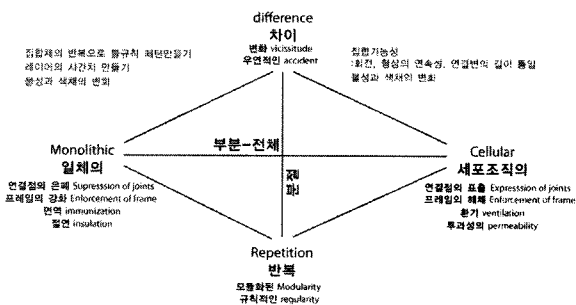 difference
차이
변화 vicissitude
우연적인 accident
집합체의 반복으로 불규칙 패턴만들기
레이어의 시간차 만들기
물성과 색채의 변화
집합가능성
:회전, 형상의 연속성, 연결변의 길이 통일
물성과 색채의 변화
Monolithic
일체의
연결점의 은폐 Supresssion of joints
프레임의 강화 Enforcement of frame
면역 immunization
절연 insulation
부분-전체
관절
Cellular
세포조직의
연결점의 표출 Expresssion of joints
프레임의 해체 Enforcement of frame
환기 ventilation
투과성의 permeability
Repetition
반복
모듈화된 Modularity
규칙적인 regularity